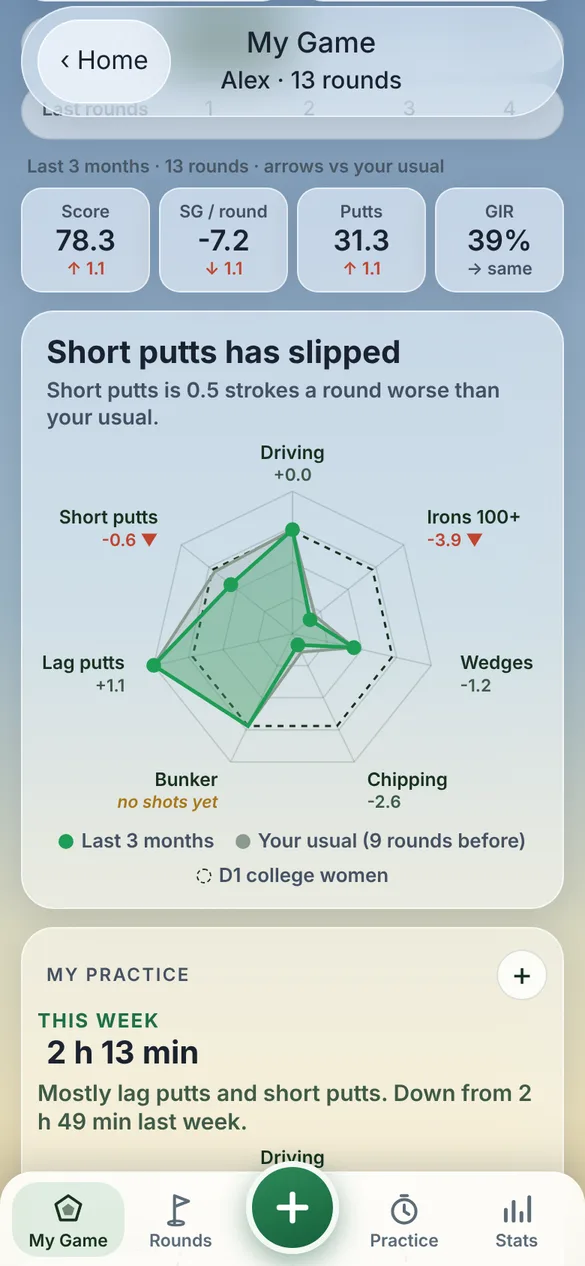 ‹ Home
My Game
Alex · 13 rounds
Last rounds 1 2 3 4
Last 3 months · 13 rounds · arrows vs your usual
Score
78.3
↑ 1.1
SG / round
-7.2
↓ 1.1
Putts
31.3
↑ 1.1
GIR
39%
→ same
Short putts has slipped
Short putts is 0.5 strokes a round worse than
your usual.
Driving
+0.0
Short putts
-0.6 ▼
Irons 100+
-3.9 ▼
Lag putts
+1.1
Wedges
-1.2
Bunker
no shots yet
Chipping
-2.6
Last 3 months
Your usual (9 rounds before)
D1 college women
MY PRACTICE
+
THIS WEEK
2 h 13 min
Mostly lag putts and short putts. Down from 2
h 49 min last week.
Driving
My Game
Rounds
+
Practice
Stats